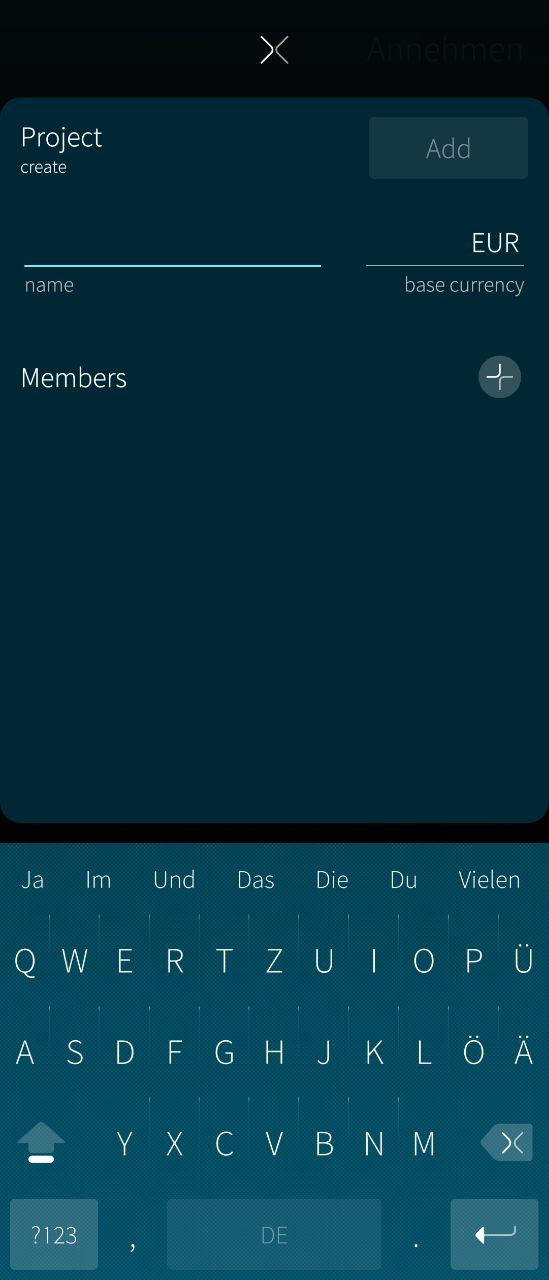 Annehmen
Project
Add
create
EUR
name
base currency
Members
Ja Im Und Das Die Du Vielen
Q W E R T Z U I O P Ü
A S D F G H J K L Ö Ä
Y X C V B N M
?123 , DE .